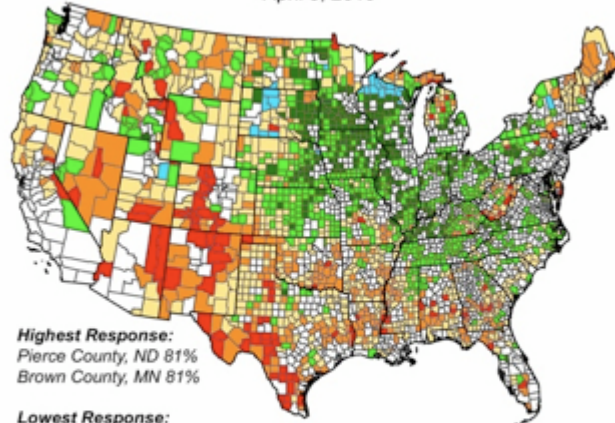 Highest Response:
Pierce County, ND 81%
Brown County, MN 81%
Lowest Response: